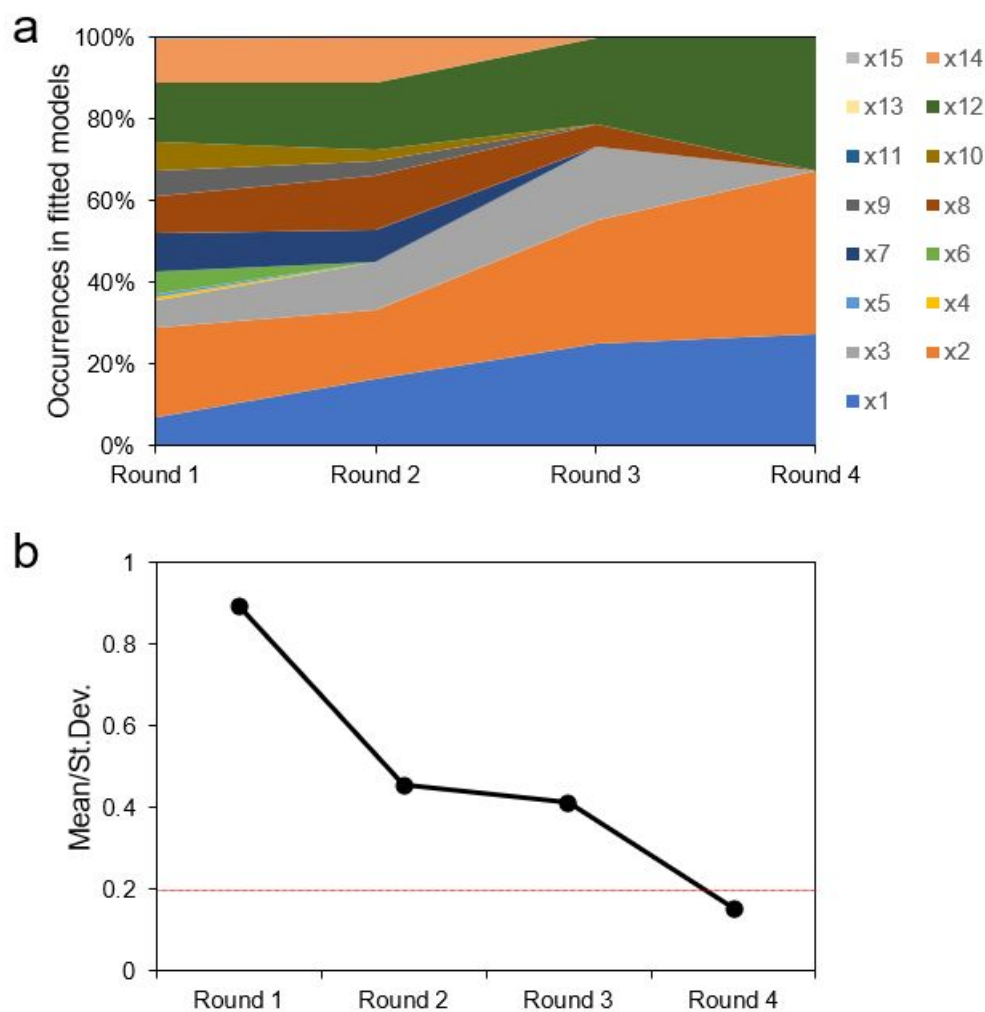 a
Occurrences in fitted models
100%
80%
60%
40%
20%
0%
Round 1 Round 2 Round 3 Round 4
x15 x14
x13 x12
x11 x10
x9 x8
x7 x6
x5 x4
x3 x2
x1
b
Mean/St.Dev.
1
0.8
0.6
0.4
0.2
0
Round 1 Round 2 Round 3 Round 4